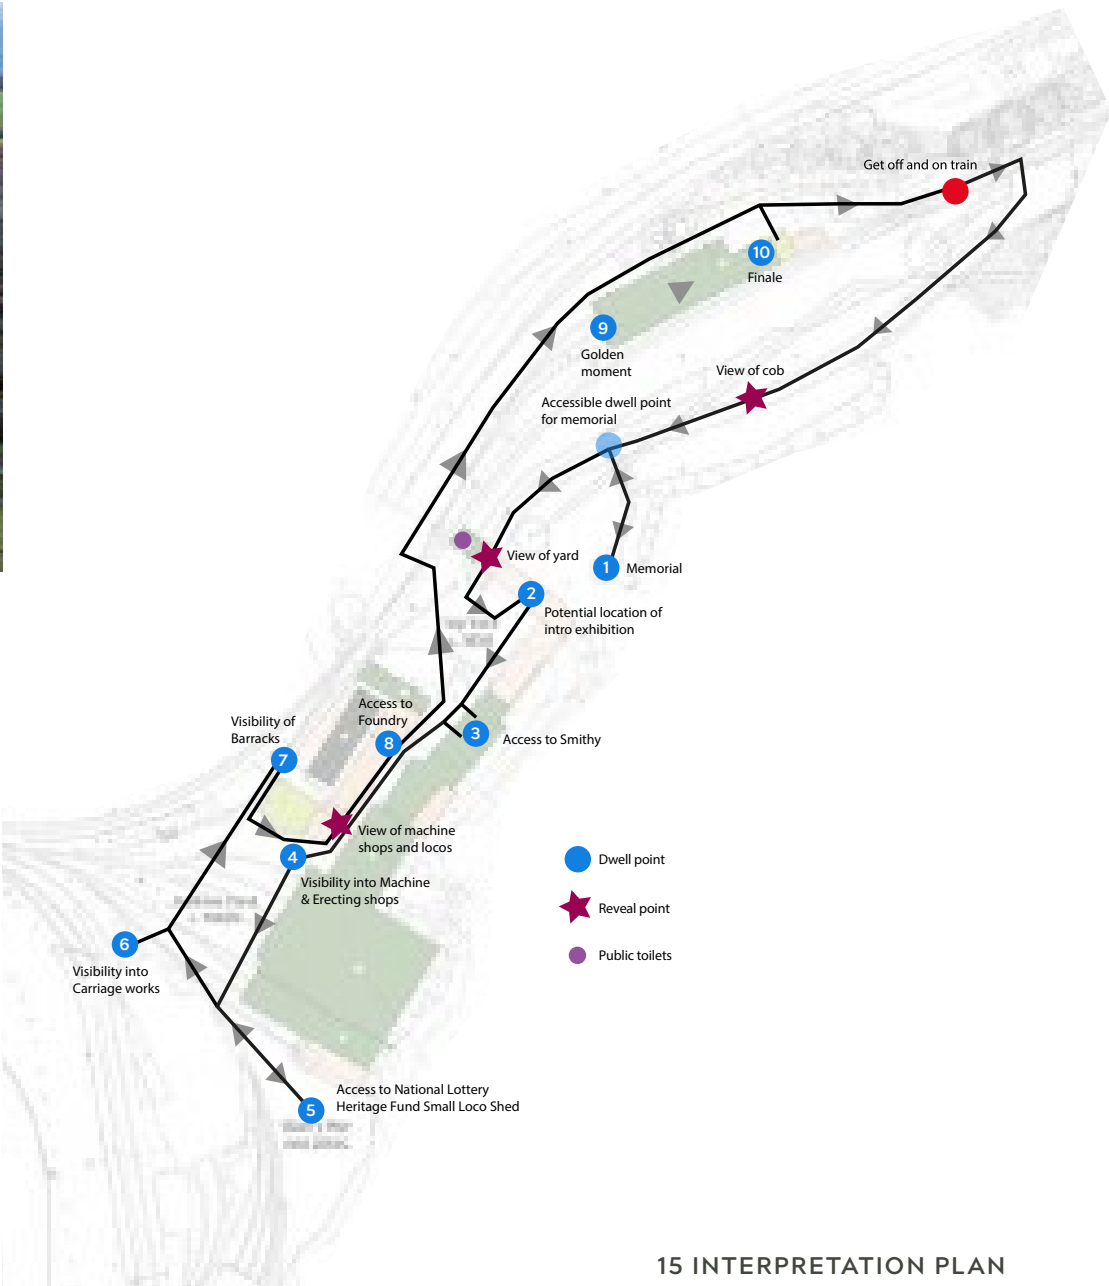 Get off and on train
10
Finale
9
Golden
moment
View of cob
Accessible dwell point
for memorial
View of yard
1
Memorial
2
Potential location of
intro exhibition
Access to
Foundry
8
3
Access to Smithy
Visibility of
Barracks
7
View of machine
shops and locos
4
Visibility into Machine
& Erecting shops
Dwell point
Reveal point
Public toilets
6
Visibility into
Carriage works
5
Access to National Lottery
Heritage Fund Small Loco Shed
15 INTERPRETATION PLAN